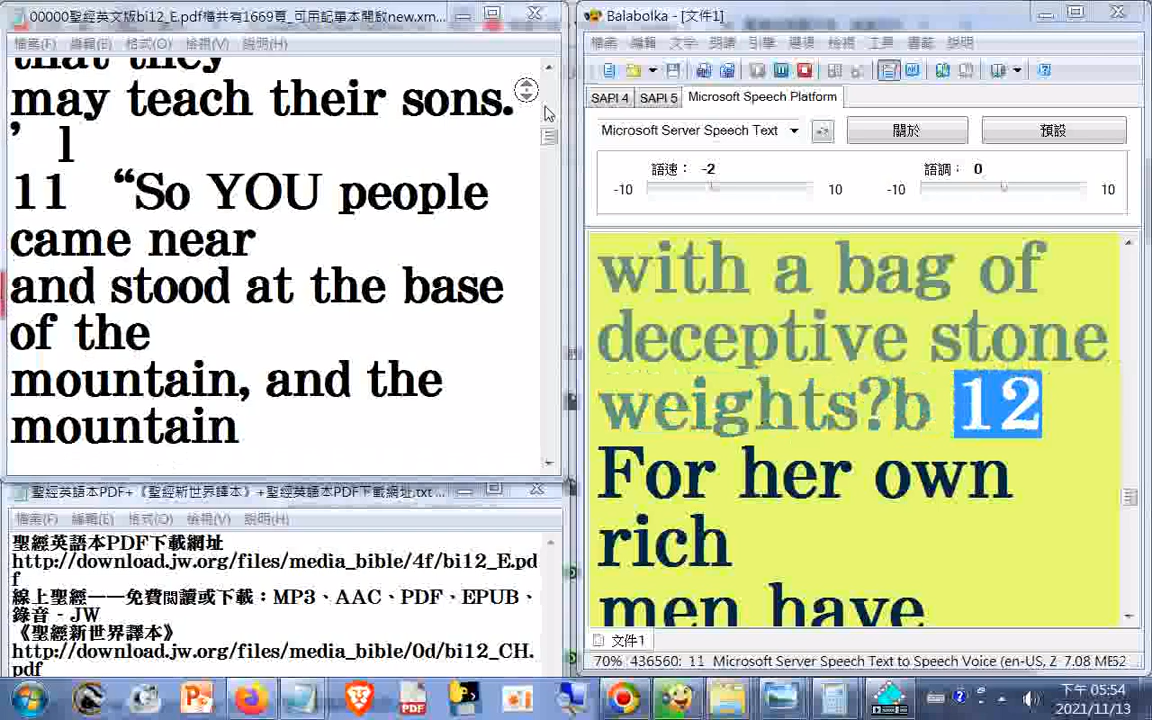 00000聖經英文版bi12_E.pdf檔共有1669頁_可用記事本開啟new.xm...
檔案(F) 編輯(E) 格式(O) 檢視(V) 說明(H)
that they
may teach their sons.
’ l
11 “So YOU people
came near
and stood at the base
of the
mountain, and the
mountain
聖經英語本PDF+《聖經新世界譯本》+聖經英語本PDF下載網址.txt ...
檔案(F) 編輯(E) 格式(O) 檢視(V) 說明(H)
聖經英語本PDF下載網址
http://download.jw.org/files/media_bible/4f/bi12_E.pd
f
線上聖經——免費閱讀或下載：MP3、AAC、PDF、EPUB、
錄音 - JW
《聖經新世界譯本》
http://download.jw.org/files/media_bible/0d/bi12_CH.
pdf
Balabolka - [文件1]
檔案 編輯 文字 朗讀 引擎 選項 檢視 工具 書籤 說明
SAPI 4 SAPI 5 Microsoft Speech Platform
Microsoft Server Speech Text 關於 預設
語速： -2 語調： 0
-10 10 -10 10
with a bag of
deceptive stone
weights?b 12
For her own
rich
men have
文件1
70% 436560: 11 Microsoft Server Speech Text to Speech Voice (en-US, Z 7.08 ME52
下午 05:54
2021/11/13